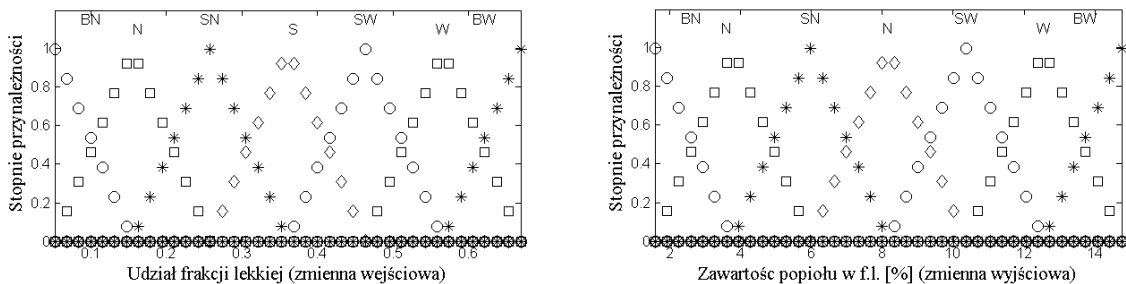 BN SN SW BW
N S W
1
0.8
0.6
0.4
0.2
0
0.1 0.2 0.3 0.4 0.5 0.6
Stopnie przynależności
Udział frakcji lekkiej (zmienna wejściowa)
BN SN SW BW
N N W
1
0.8
0.6
0.4
0.2
0
2 4 6 8 10 12 14
Stopnie przynależności
Zawartośc popiołu w f.l. [%] (zmienna wyjściowa)